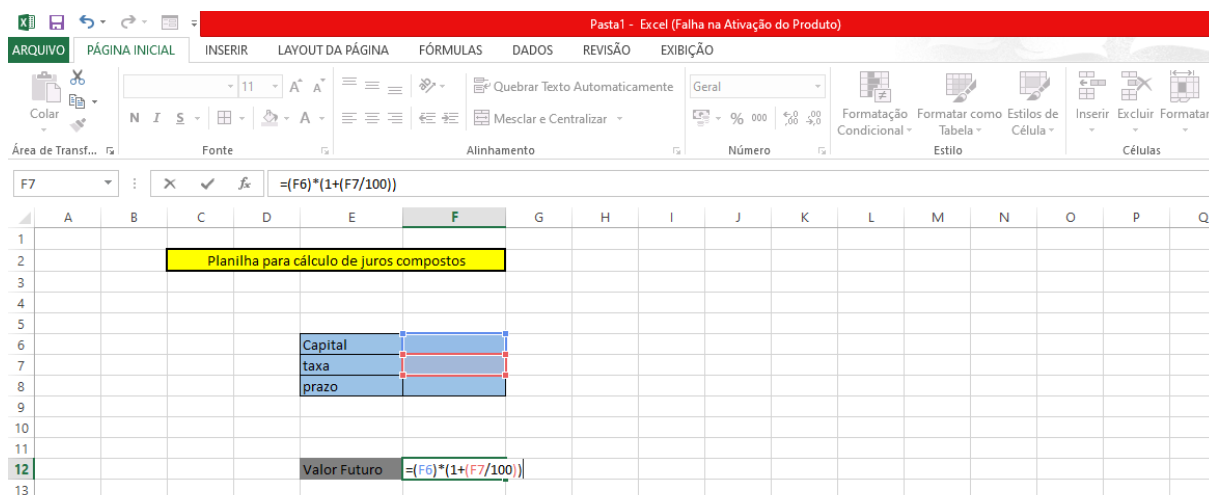 Pasta1 - Excel (Falha na Ativação do Produto)
ARQUIVO PÁGINA INICIAL INSERIR LAYOUT DA PÁGINA FÓRMULAS DADOS REVISÃO EXIBIÇÃO
Colar
11 A A
Quebrar Texto Automaticamente
Geral
N I S A
Mesclar e Centralizar
% 000
Formatação Condicional
Formatar como Tabela
Estilos de Célula
Inserir Excluir Formatar
Área de Transf... Fonte Alinhamento Número Estilo Células
F7 fx =(F6)*(1+(F7/100))
A B C D E F G H I J K L M N O P Q
1
2 Planilha para cálculo de juros compostos
3
4
5
6 Capital
7 taxa
8 prazo
9
10
11
12 Valor Futuro =(F6)*(1+(F7/100))
13